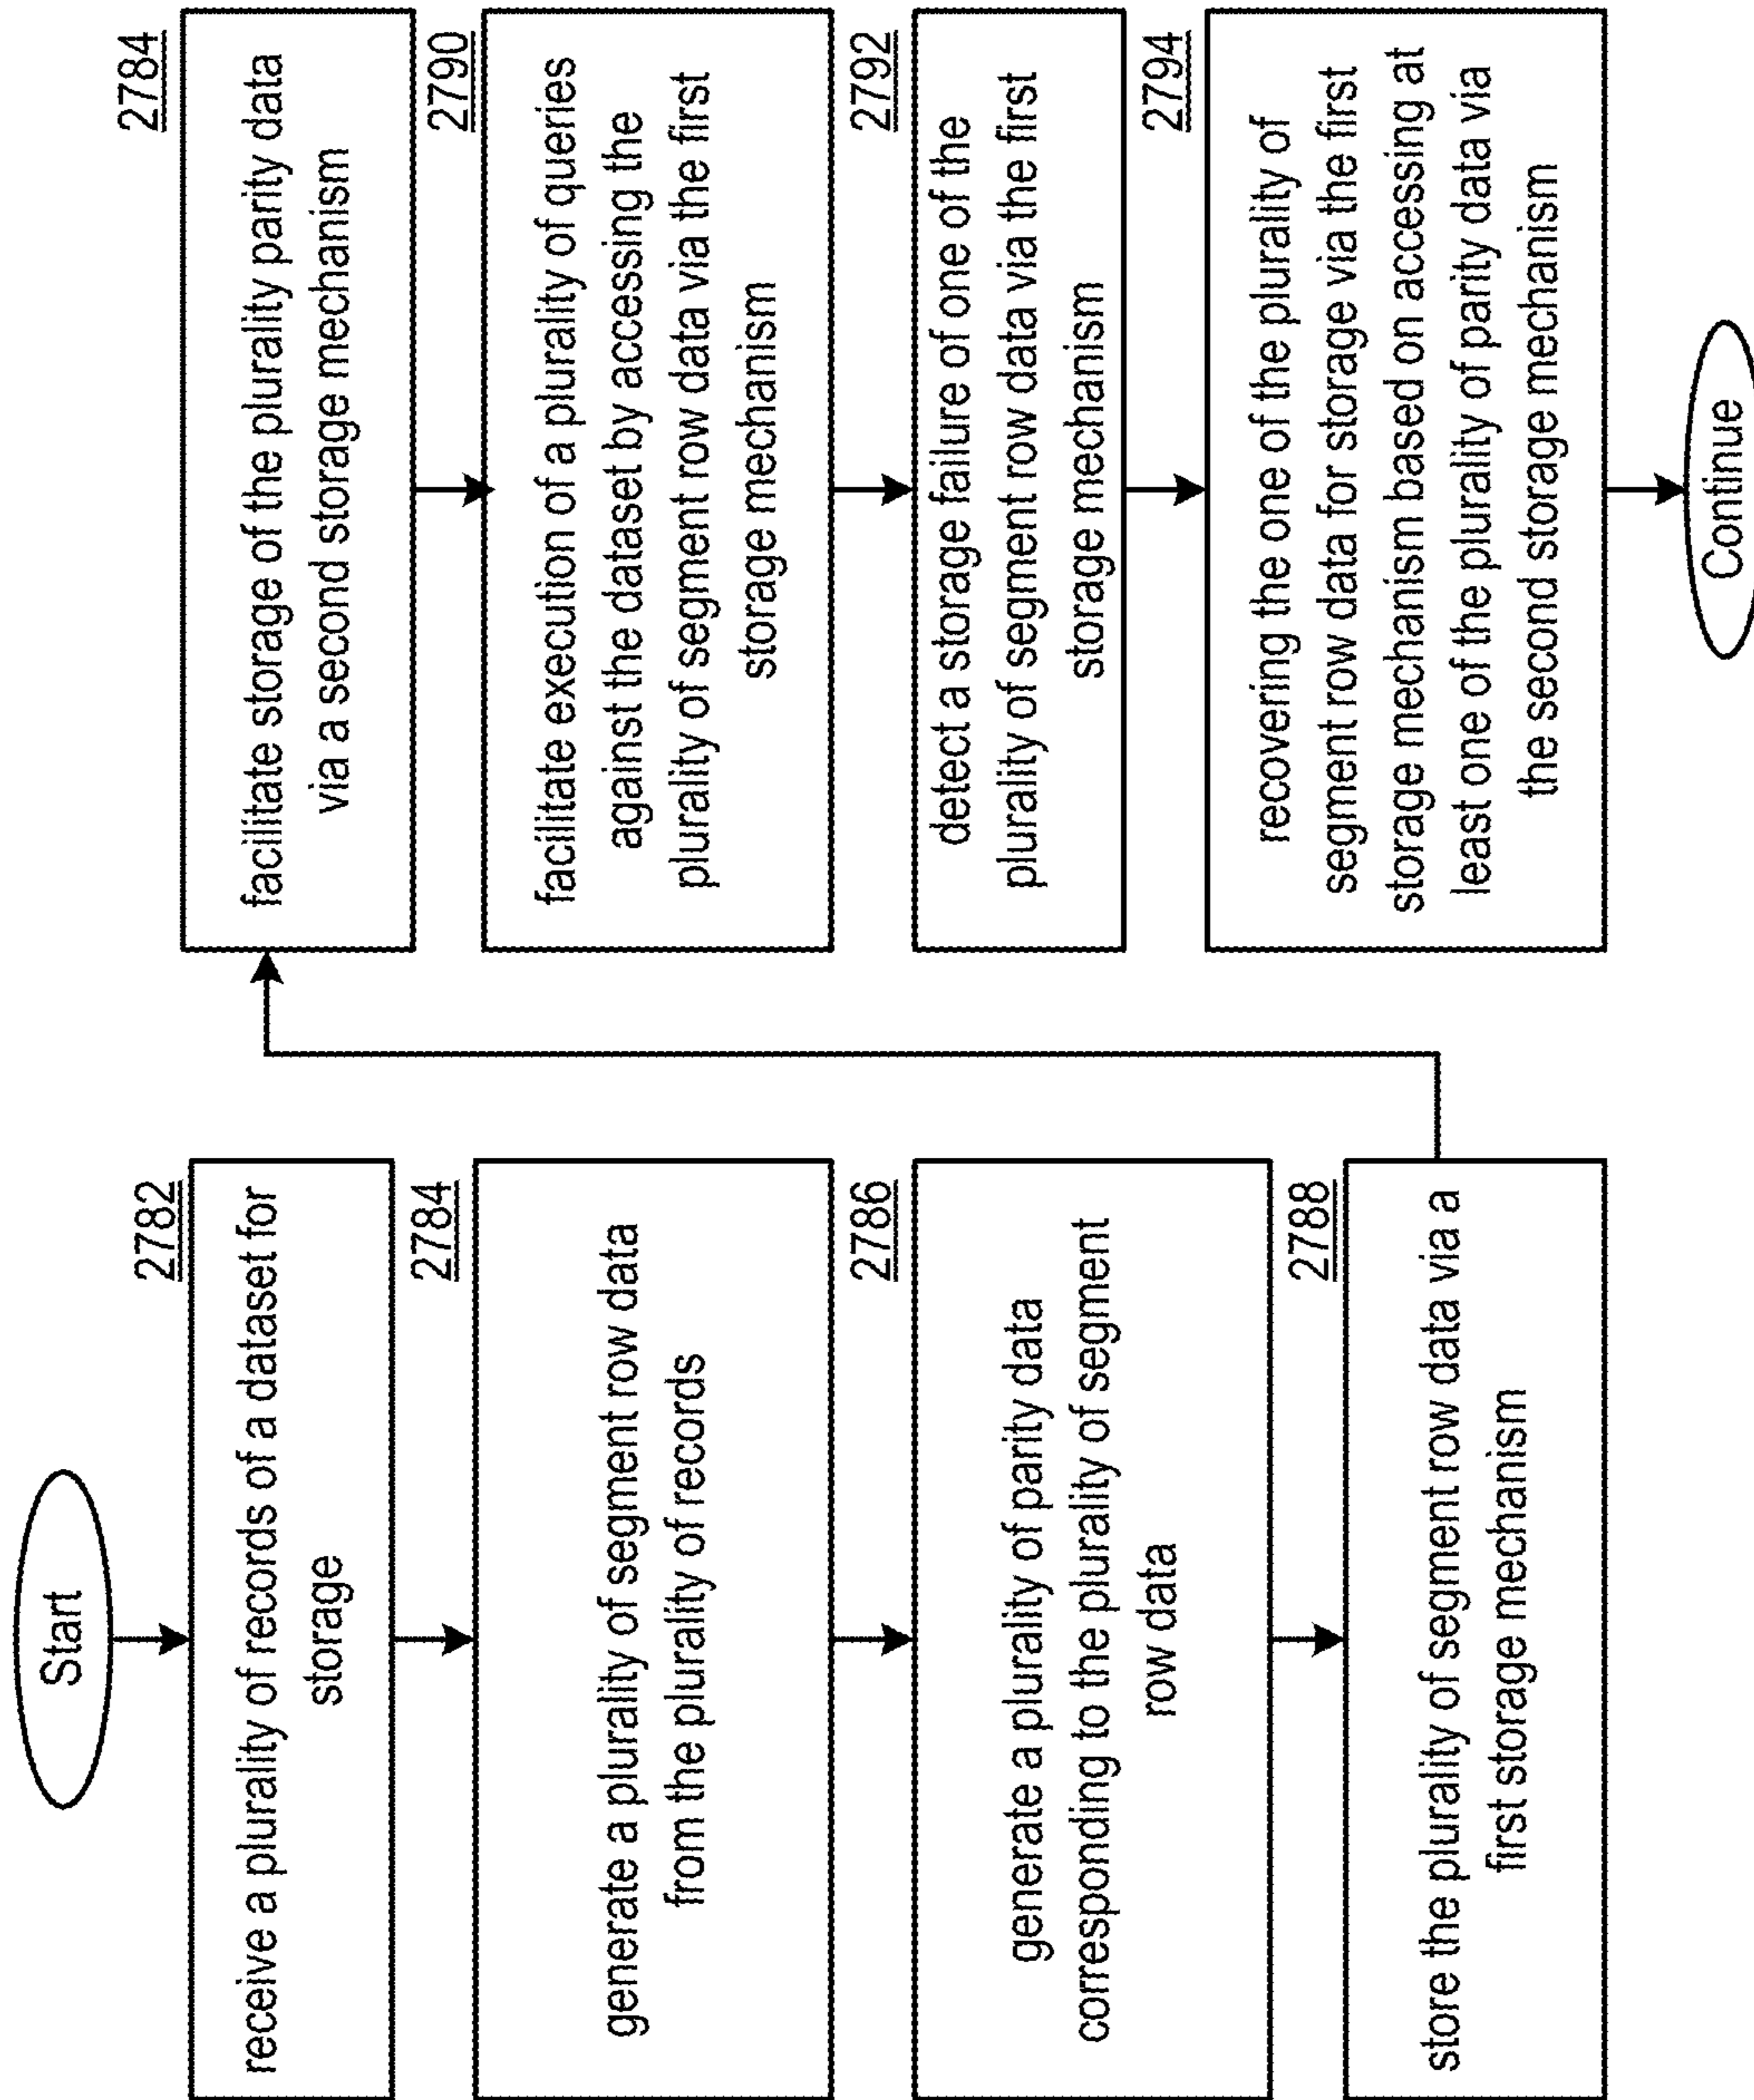 Start
2782
receive a plurality of records of a dataset for
storage
2784
generate a plurality of segment row data
from the plurality of records
2786
generate a plurality of parity data
corresponding to the plurality of segment
row data
2788
store the plurality of segment row data via a
first storage mechanism
2784
facilitate storage of the plurality parity data
via a second storage mechanism
2790
facilitate execution of a plurality of queries
against the dataset by accessing the
plurality of segment row data via the first
storage mechanism
2792
detect a storage failure of one of the
plurality of segment row data via the first
storage mechanism
2794
recovering the one of the plurality of
segment row data for storage via the first
storage mechanism based on accessing at
least one of the plurality of parity data via
the second storage mechanism
Continue